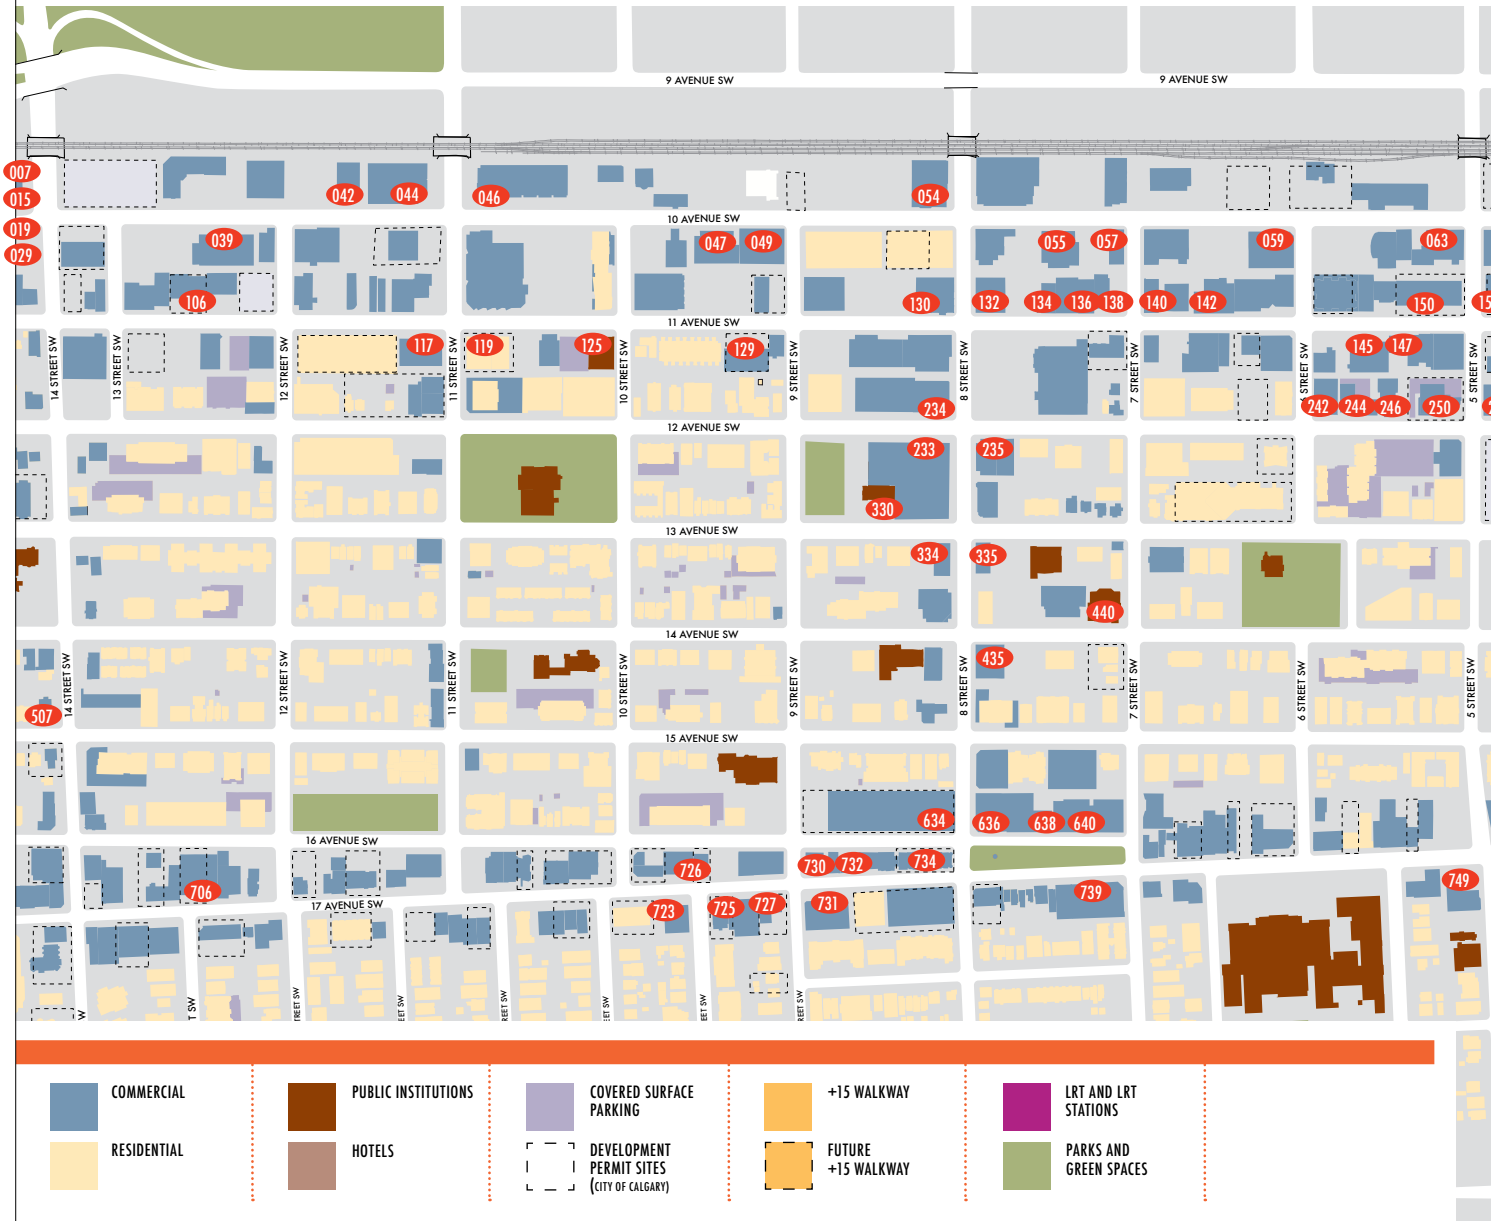 9 AVENUE SW
9 AVENUE SW
007
015
042
044
046
054
10 AVENUE SW
019
029
039
047
049
055
057
059
063
106
130
132
134
136
138
140
142
150
11 AVENUE SW
14 STREET SW
13 STREET SW
12 STREET SW
11 STREET SW
10 STREET SW
9 STREET SW
8 STREET SW
7 STREET SW
STREET SW
5 STREET SW
117
119
125
129
145
147
234
242
244
246
250
12 AVENUE SW
233
235
330
13 AVENUE SW
334
335
440
14 AVENUE SW
14 STREET SW
12 STREET SW
11 STREET SW
10 STREET SW
9 STREET SW
8 STREET SW
7 STREET SW
6 STREET SW
5 STREET SW
435
507
15 AVENUE SW
634
636
638
640
16 AVENUE SW
706
726
730
732
734
739
749
17 AVENUE SW
723
725
727
731
COMMERCIAL
RESIDENTIAL
PUBLIC INSTITUTIONS
HOTELS
COVERED SURFACE
PARKING
DEVELOPMENT
PERMIT SITES
(CITY OF CALGARY)
+15 WALKWAY
FUTURE
+15 WALKWAY
LRT AND LRT
STATIONS
PARKS AND
GREEN SPACES